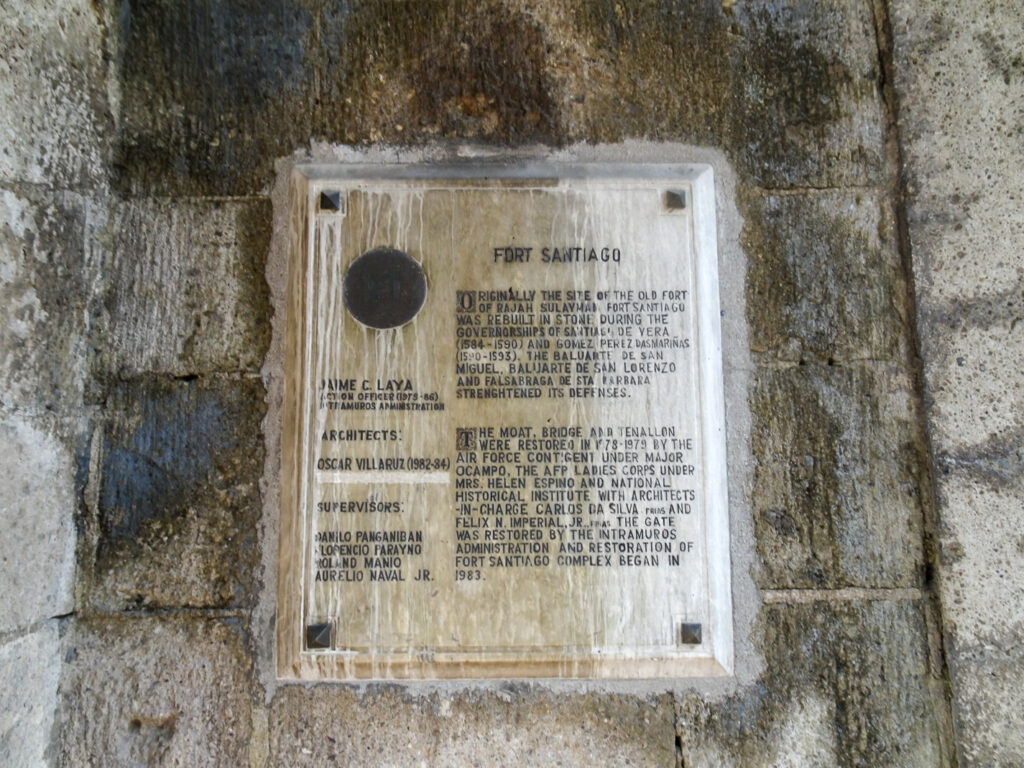 FORT SANTIAGO
ORIGINALLY THE SITE OF THE OLD FORT
OF RAJAH SULAYMAN, FORT SANTIAGO
WAS REBUILT IN STONE DURING THE
GOVERNORSHIPS OF SANTIAGO DE VERA
(1584-1590) AND GOMEZ PEREZ DASMARIÑAS
(1590-1593). THE BALUARTE DE SAN
MIGUEL, BALUARTE DE SAN LORENZO
AND FALSABRAGA DE STA BARBARA
STRENGHTENED ITS DEFENSES.
THE MOAT, BRIDGE AND TENALLON
WERE RESTORED IN 1978-1979 BY THE
AIR FORCE CONTIGENT UNDER MAJOR
OCAMPO, THE AFP LADIES CORPS UNDER
MRS. HELEN ESPINO AND NATIONAL
HISTORICAL INSTITUTE WITH ARCHITECTS
-IN-CHARGE CARLOS DA SILVA, FPIAS AND
FELIX N. IMPERIAL, JR., FPIAS. THE GATE
WAS RESTORED BY THE INTRAMUROS
ADMINISTRATION AND RESTORATION OF
FORT SANTIAGO COMPLEX BEGAN IN
1983.
JAIME C. LAYA
ACTION OFFICER (1979-86)
INTRAMUROS ADMINISTRATION
ARCHITECTS:
OSCAR VILLARUZ (1982-84)
SUPERVISORS:
DANILO PANGANIBAN
FLORENCIO PARAYNO
ROLAND MANIO
AURELIO NAVAL JR.